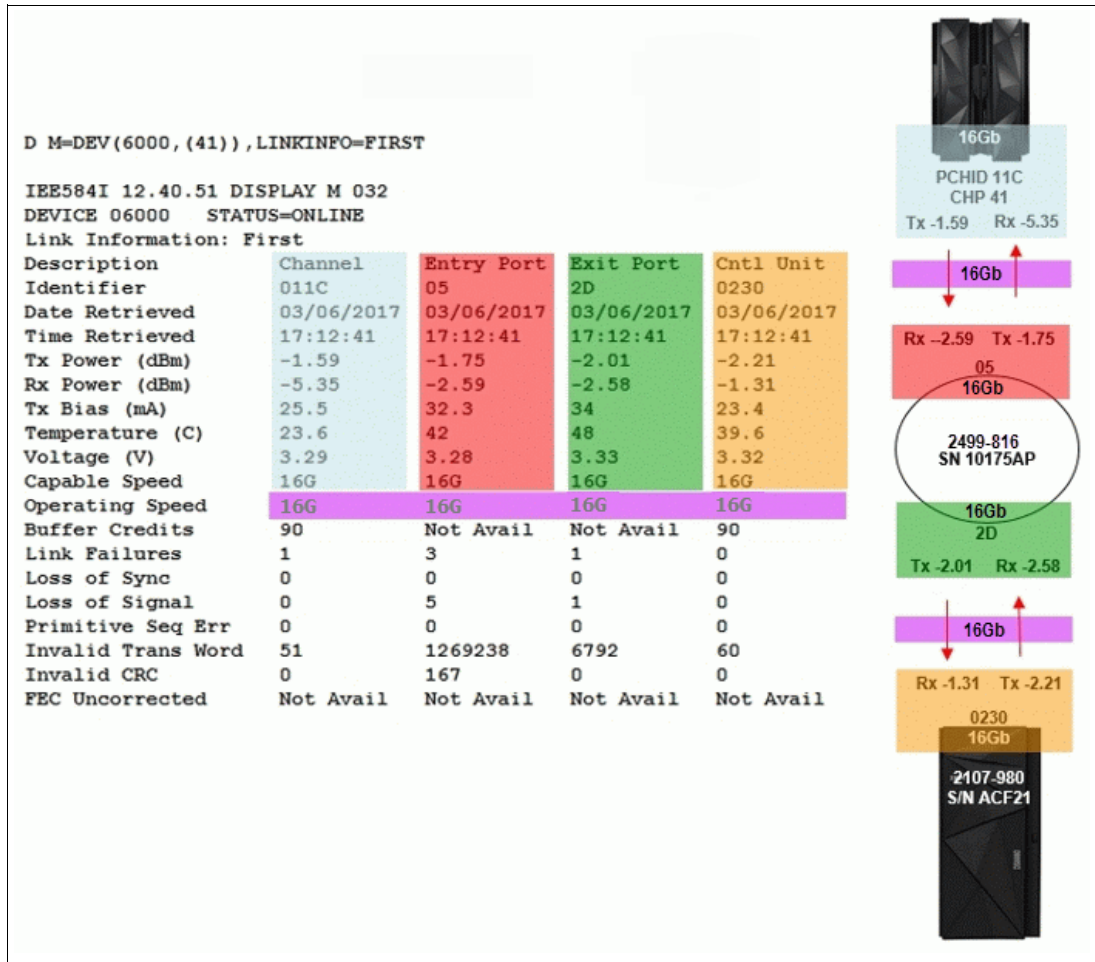 D M=DEV(6000,(41)),LINKINFO=FIRST
IEE584I 12.40.51 DISPLAY M 032
DEVICE 06000   STATUS=ONLINE
Link Information: First
Description Channel Entry Port Exit Port Cntl Unit
Identifier 011C 05 2D 0230
Date Retrieved 03/06/2017 03/06/2017 03/06/2017 03/06/2017
Time Retrieved 17:12:41 17:12:41 17:12:41 17:12:41
Tx Power (dBm) -1.59 -1.75 -2.01 -2.21
Rx Power (dBm) -5.35 -2.59 -2.58 -1.31
Tx Bias (mA) 25.5 32.3 34 23.4
Temperature (C) 23.6 42 48 39.6
Voltage (V) 3.29 3.28 3.33 3.32
Capable Speed 16G 16G 16G 16G
Operating Speed 16G 16G 16G 16G
Buffer Credits 90 Not Avail Not Avail 90
Link Failures 1 3 1 0
Loss of Sync 0 0 0 0
Loss of Signal 0 5 1 0
Primitive Seq Err 0 0 0 0
Invalid Trans Word 51 1269238 6792 60
Invalid CRC 0 167 0 0
FEC Uncorrected Not Avail Not Avail Not Avail Not Avail
16Gb
PCHID 11C
CHP 41
Tx -1.59 Rx -5.35
16Gb
Rx --2.59 Tx -1.75
05
16Gb
2499-816
SN 10175AP
16Gb
2D
Tx -2.01 Rx -2.58
16Gb
Rx -1.31 Tx -2.21
0230
16Gb
2107-980
S/N ACF21